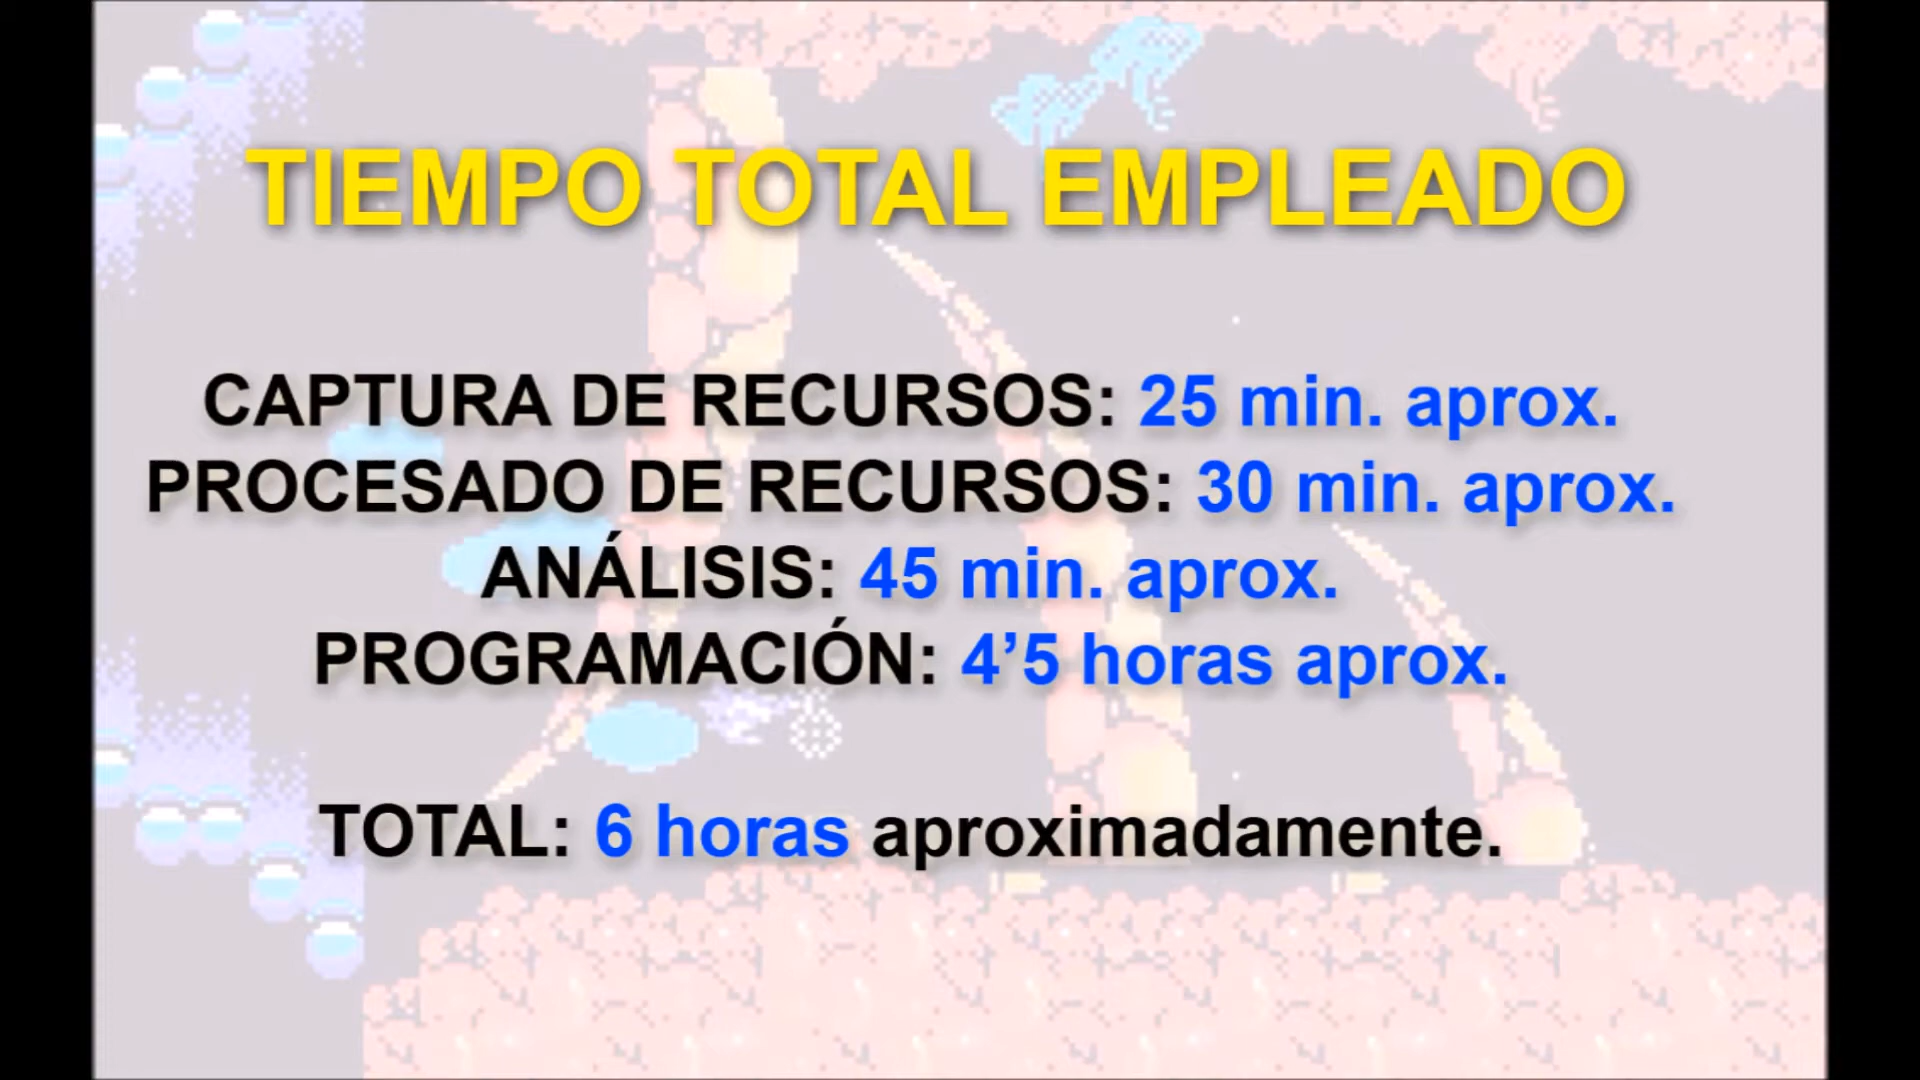 TIEMPO TOTAL EMPLEADO
CAPTURA DE RECURSOS: 25 min. aprox.
PROCESADO DE RECURSOS: 30 min. aprox.
ANÁLISIS: 45 min. aprox.
PROGRAMACIÓN: 4’5 horas aprox.
TOTAL: 6 horas aproximadamente.